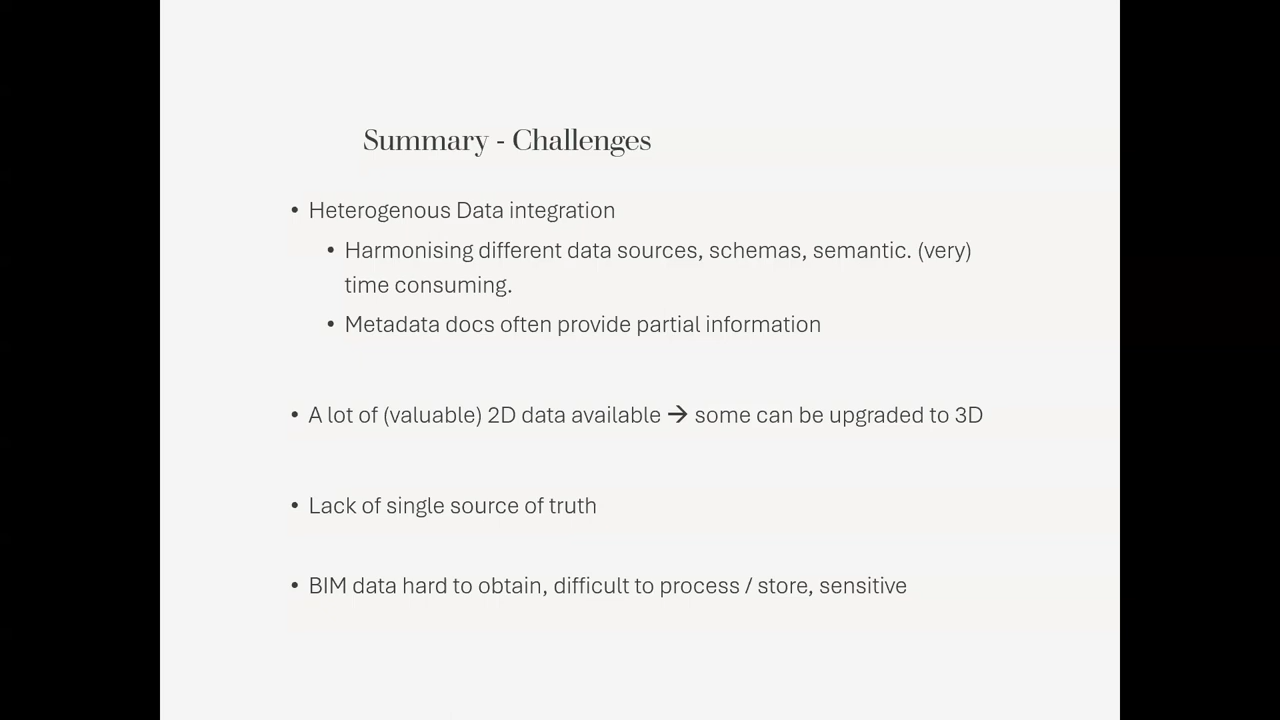 Summary - Challenges
• Heterogenous Data integration
• Harmonising different data sources, schemas, semantic. (very)
time consuming.
• Metadata docs often provide partial information
• A lot of (valuable) 2D data available → some can be upgraded to 3D
• Lack of single source of truth
• BIM data hard to obtain, difficult to process / store, sensitive